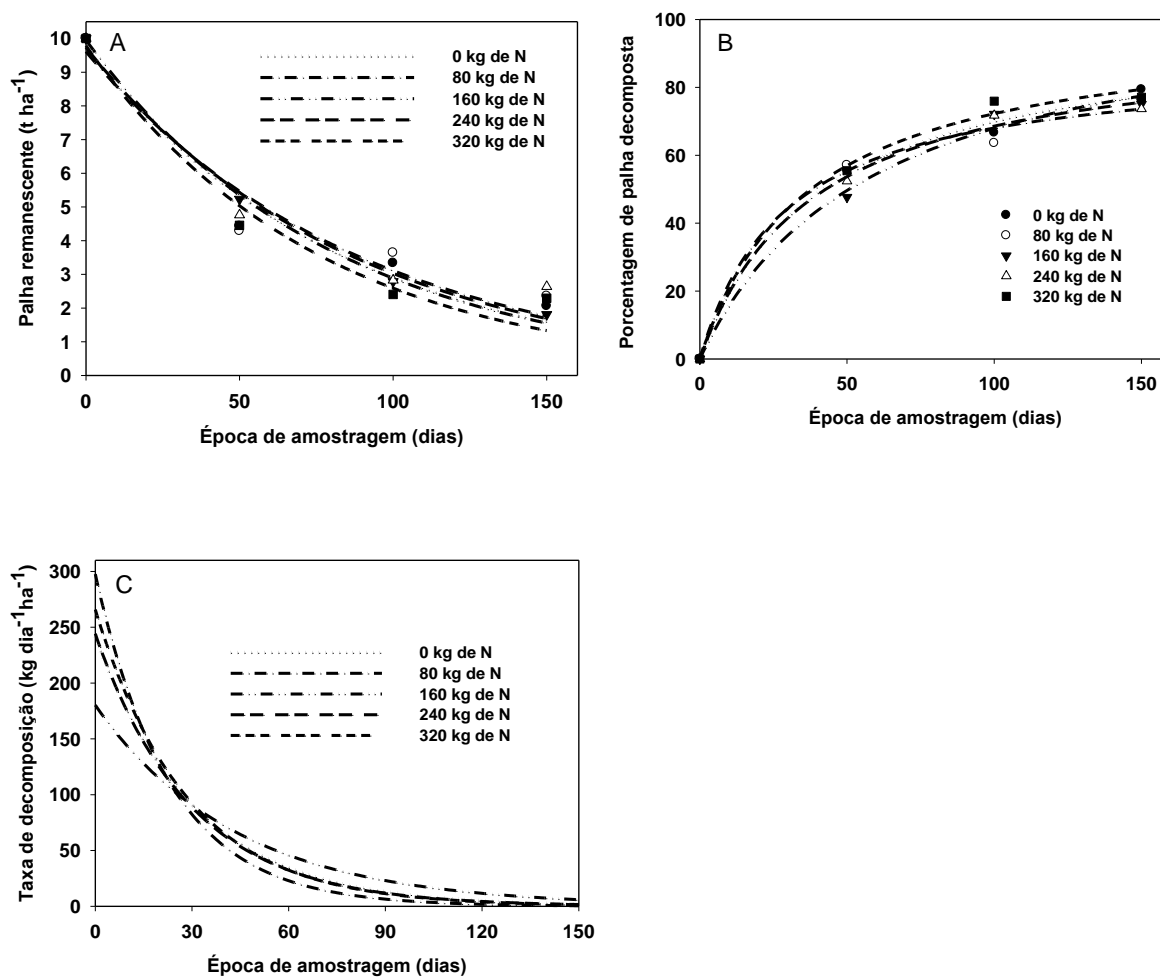 A
Palha remanescente (t ha-1)
10
9
8
7
6
5
4
3
2
1
0
0 kg de N
80 kg de N
160 kg de N
240 kg de N
320 kg de N
0 50 100 150
Época de amostragem (dias)
B
Porcentagem de palha decomposta
100
80
60
40
20
0
0 kg de N
80 kg de N
160 kg de N
240 kg de N
320 kg de N
0 50 100 150
Época de amostragem (dias)
C
Taxa de decomposição (kg dia-1ha-1)
300
250
200
150
100
50
0
0 kg de N
80 kg de N
160 kg de N
240 kg de N
320 kg de N
0 30 60 90 120 150
Época de amostragem (dias)